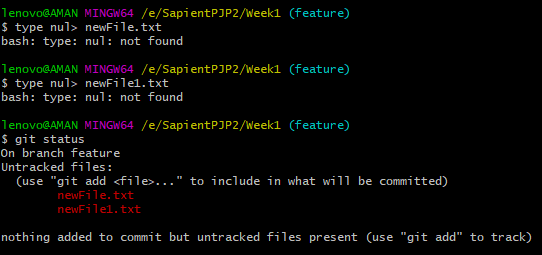 lenovo@AMAN MINGW64 /e/SapientPJP2/Week1 (feature)
$ type nul> newFile.txt
bash: type: nul: not found
lenovo@AMAN MINGW64 /e/SapientPJP2/Week1 (feature)
$ type nul> newFile1.txt
bash: type: nul: not found
lenovo@AMAN MINGW64 /e/SapientPJP2/Week1 (feature)
$ git status
On branch feature
Untracked files:
  (use "git add <file>..." to include in what will be committed)
        newFile.txt
        newFile1.txt
nothing added to commit but untracked files present (use "git add" to track)